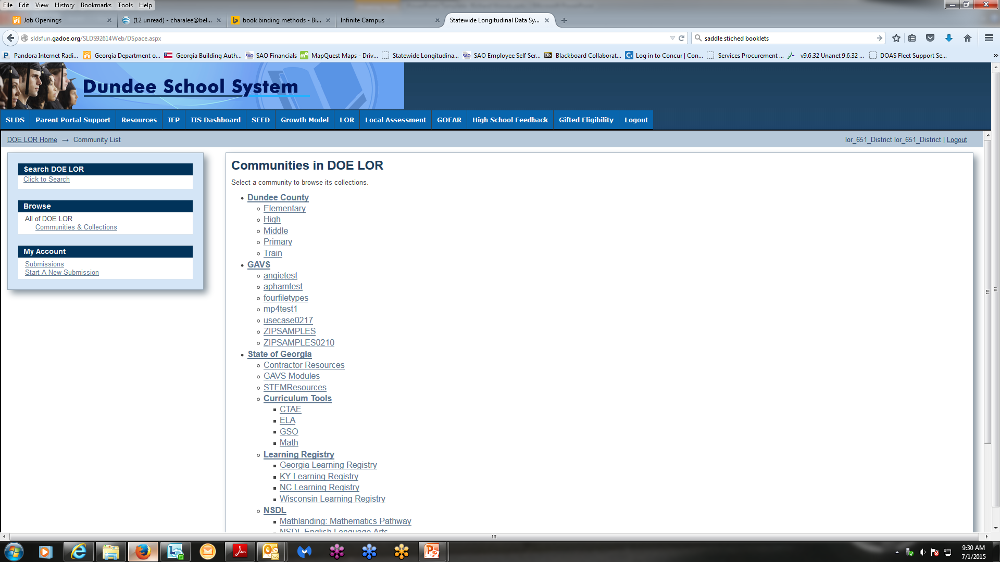 File Edit View History Bookmarks Tools Help
Job Openings
(12 unread) - charalee@bel...
book binding methods - Bi...
Infinite Campus
Statewide Longitudinal Data Sy...
sldsfun.gadoe.org/SLDS92614Web/DSpace.aspx
saddle stiched booklets
Pandora Internet Radi... Georgia Department o... Georgia Building Auth... SAO SAO Financials MapQuest Maps - Driv... Statewide Longitudina... SAO SAO Employee Self Ser... Bb Blackboard Collaborat... Log in to Concur | Con... Services Procurement ... v9.6.32 Unanet 9.6.32 ... DOAS Fleet Support Se...
Dundee School System
SLDS Parent Portal Support Resources IEP IIS Dashboard SEED Growth Model LOR Local Assessment GOFAR High School Feedback Gifted Eligibility Logout
DOE LOR Home → Community List
lor_651_District lor_651_District | Logout
Search DOE LOR
Click to Search
Browse
All of DOE LOR
Communities & Collections
My Account
Submissions
Start A New Submission
Communities in DOE LOR
Select a community to browse its collections.
Dundee County
Elementary
High
Middle
Primary
Train
GAVS
angietest
aphamtest
fourfiletypes
mp4test1
usecase0217
ZIPSAMPLES
ZIPSAMPLES0210
State of Georgia
Contractor Resources
GAVS Modules
STEMResources
Curriculum Tools
CTAE
ELA
GSO
Math
Learning Registry
Georgia Learning Registry
KY Learning Registry
NC Learning Registry
Wisconsin Learning Registry
NSDL
Mathlanding: Mathematics Pathway
NSDL English Language Arts
9:30 AM
7/1/2015